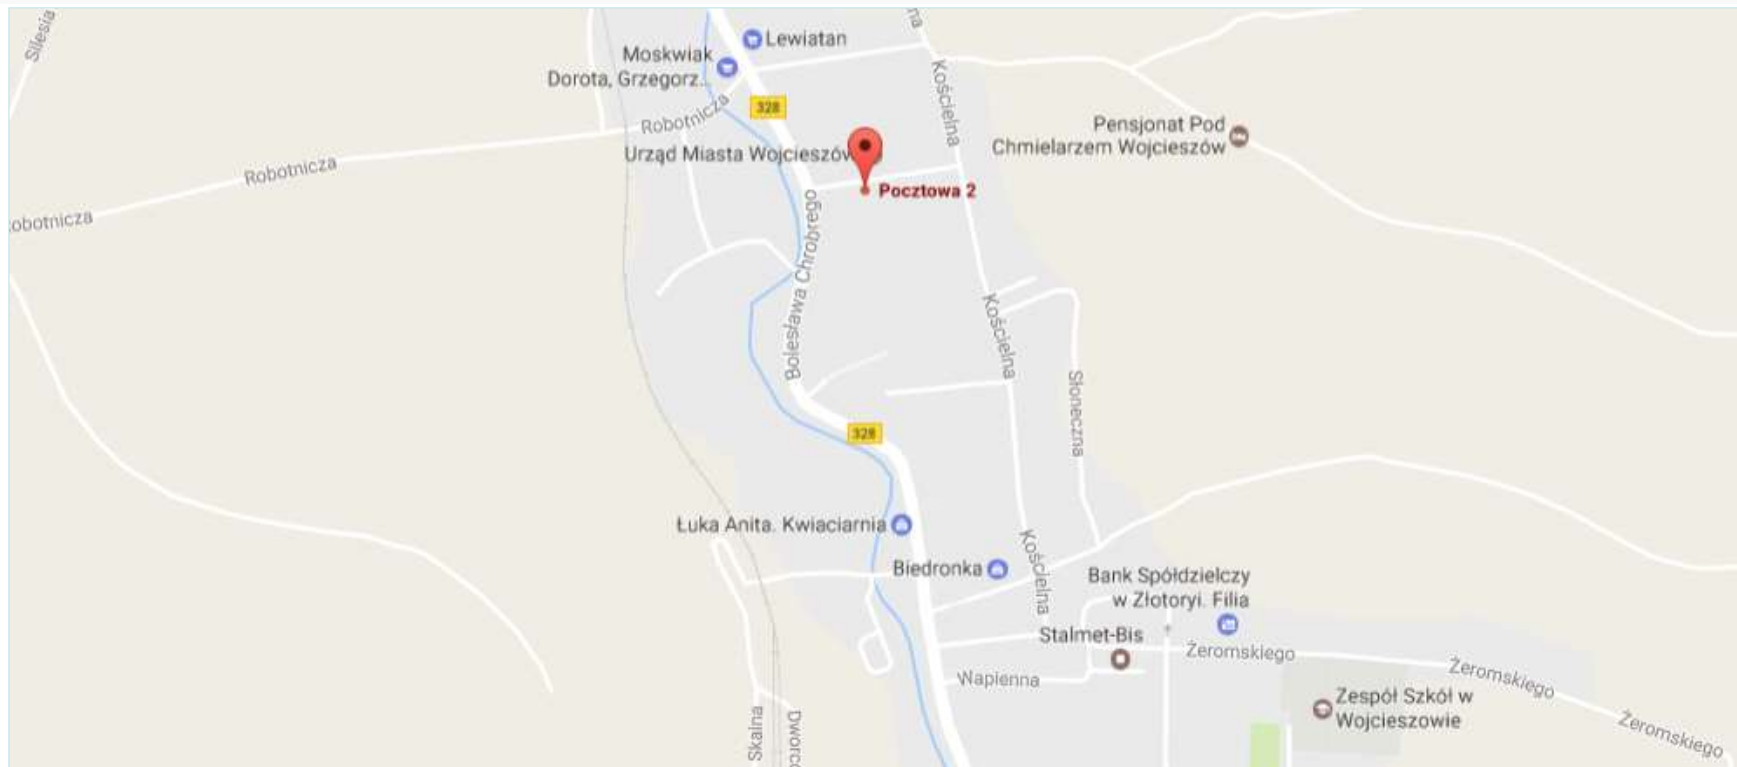 Silesia
na
Lewiatan
Moskwiak
Dorota, Grzegorz...
328
Kościelna
Robotnicza
Pensjonat Pod
Chmielarzem Wojcieszów
Urząd Miasta Wojcieszów
Robotnicza
Pocztowa 2
obotnicza
Bolesława Chrobrego
Kościelna
Słoneczna
328
Łuka Anita. Kwiaciarnia
Kościelna
Biedronka
Bank Spółdzielczy
w Złotoryi. Filia
Stalmet-Bis
Żeromskiego
Żeromskiego
Wapienna
Zespół Szkół w
Wojcieszowie
Żeromskiego
Skalna
Dworc